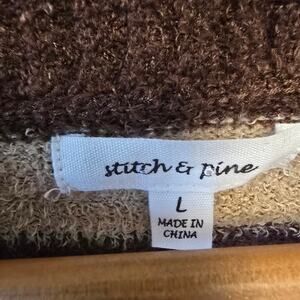 stitch & pine
L
MADE IN
CHINA